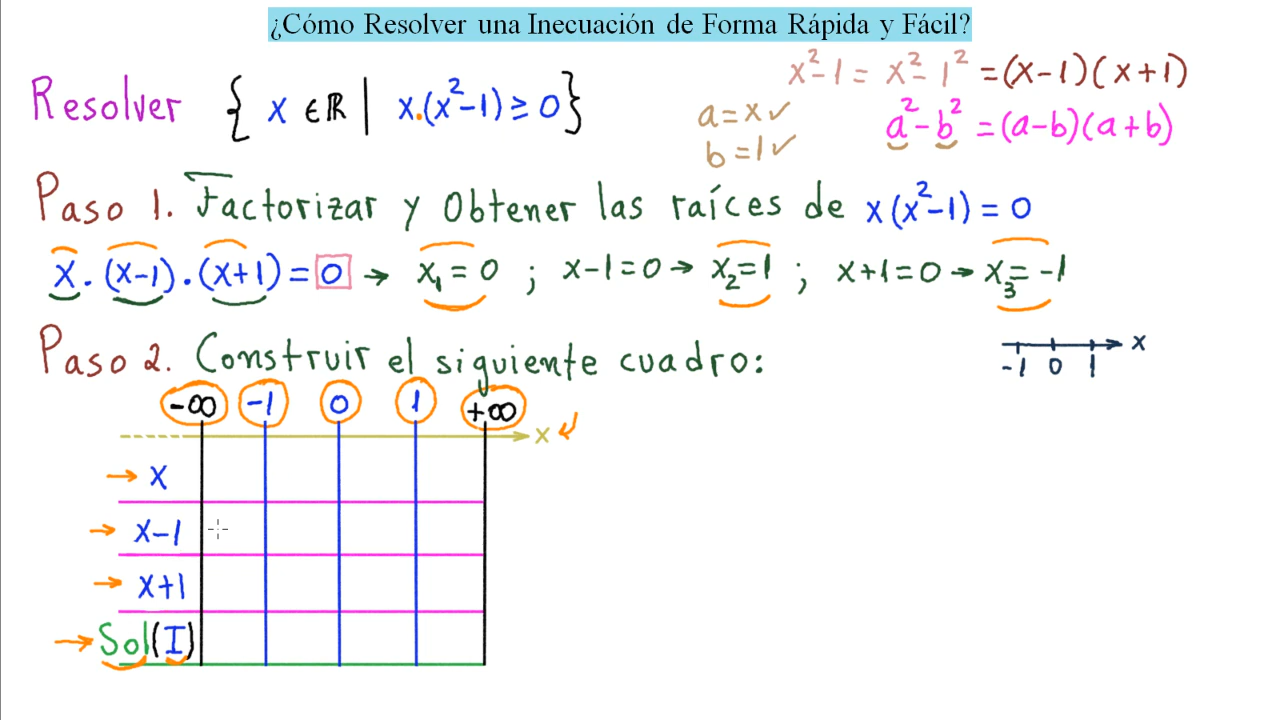 ¿Cómo Resolver una Inecuación de Forma Rápida y Fácil?
Resolver { x ∈ ℝ | x.(x²-1) ≥ 0 }
x²-1 = x²-1² = (x-1)(x+1)
a = x ✓
b = 1 ✓
a²-b² = (a-b)(a+b)
Paso 1. Factorizar y Obtener las raíces de x(x²-1) = 0
x . (x-1) . (x+1) = 0 → x₁ = 0 ; x-1=0 → x₂=1 ; x+1=0 → x₃=-1
Paso 2. Construir el siguiente cuadro:
-1 0 1 x
-∞ -1 0 1 +∞
x
→ x
→ x-1
→ x+1
→ Sol(I)